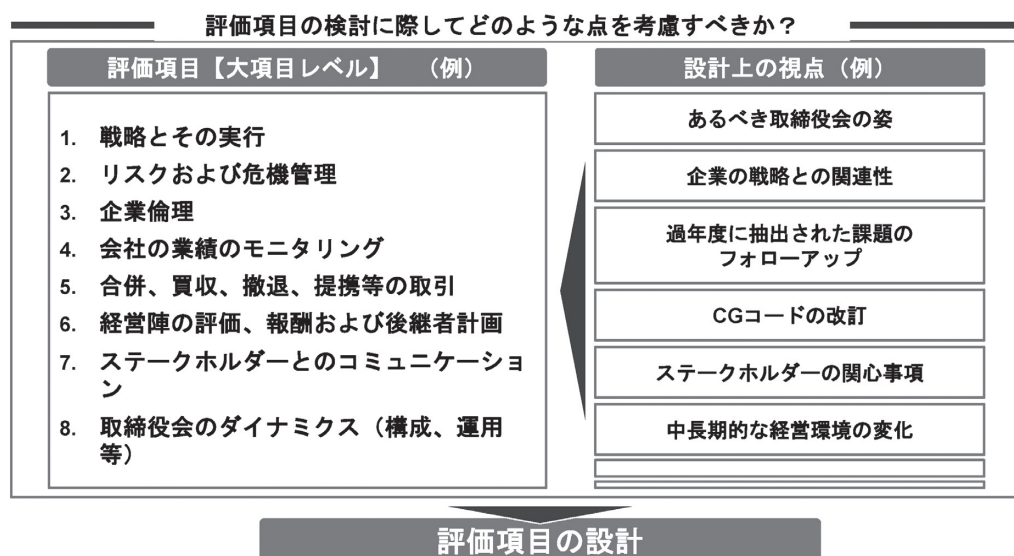 評価項目の検討に際してどのような点を考慮すべきか？
評価項目【大項目レベル】　（例）
1. 戦略とその実行
2. リスクおよび危機管理
3. 企業倫理
4. 会社の業績のモニタリング
5. 合併、買収、撤退、提携等の取引
6. 経営陣の評価、報酬および後継者計画
7. ステークホルダーとのコミュニケーショ
ン
8. 取締役会のダイナミクス（構成、運用
等）
設計上の視点（例）
あるべき取締役会の姿
企業の戦略との関連性
過年度に抽出された課題の
フォローアップ
CGコードの改訂
ステークホルダーの関心事項
中長期的な経営環境の変化
評価項目の設計